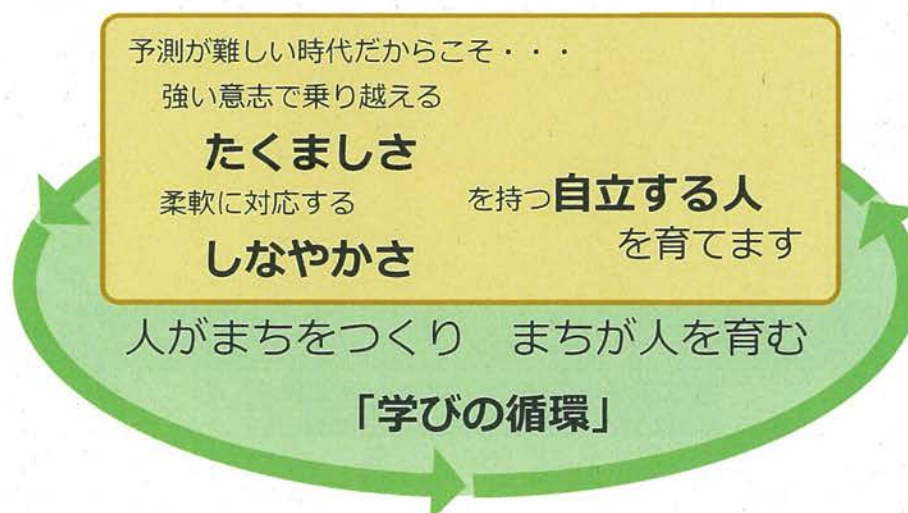 予測が難しい時代だからこそ・・・
強い意志で乗り越える
たくましさ
柔軟に対応する
しなやかさ
を持つ自立する人
を育てます
人がまちをつくり　まちが人を育む
「学びの循環」